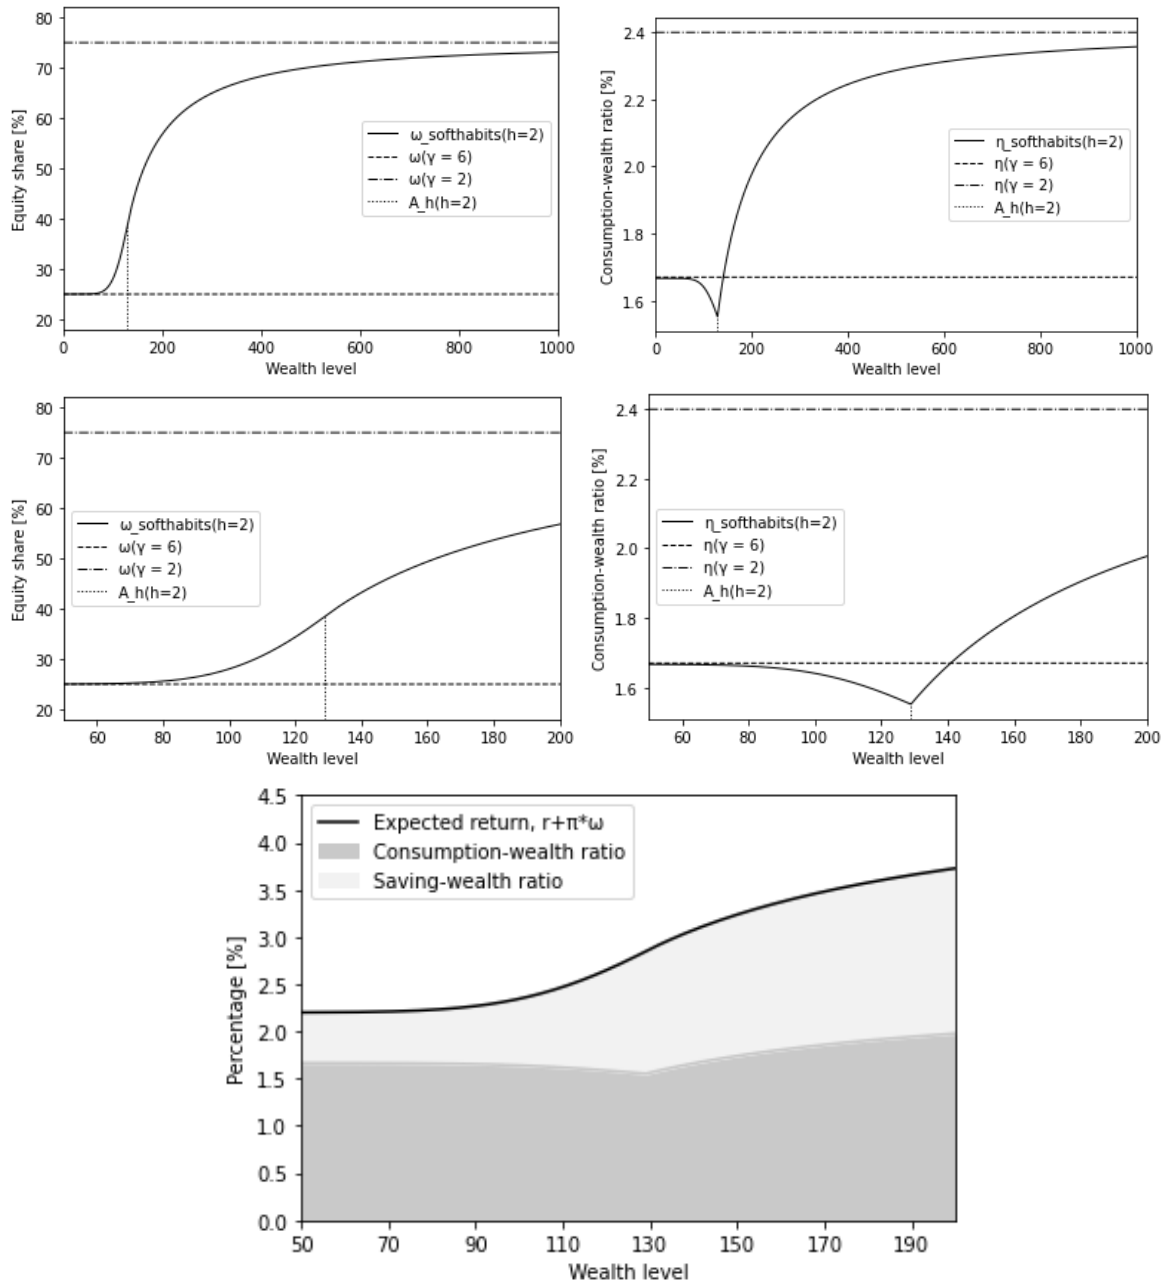 Equity share [%]
80
70
60
50
40
30
20
ω_softhabits(h=2)
ω(γ = 6)
ω(γ = 2)
A_h(h=2)
0 200 400 600 800 1000
Wealth level
Consumption-wealth ratio [%]
2.4
2.2
2.0
1.8
1.6
η_softhabits(h=2)
η(γ = 6)
η(γ = 2)
A_h(h=2)
0 200 400 600 800 1000
Wealth level
Equity share [%]
80
70
60
50
40
30
20
ω_softhabits(h=2)
ω(γ = 6)
ω(γ = 2)
A_h(h=2)
60 80 100 120 140 160 180 200
Wealth level
Consumption-wealth ratio [%]
2.4
2.2
2.0
1.8
1.6
η_softhabits(h=2)
η(γ = 6)
η(γ = 2)
A_h(h=2)
60 80 100 120 140 160 180 200
Wealth level
Percentage [%]
4.5
4.0
3.5
3.0
2.5
2.0
1.5
1.0
0.5
0.0
Expected return, r+π*ω
Consumption-wealth ratio
Saving-wealth ratio
50 70 90 110 130 150 170 190
Wealth level